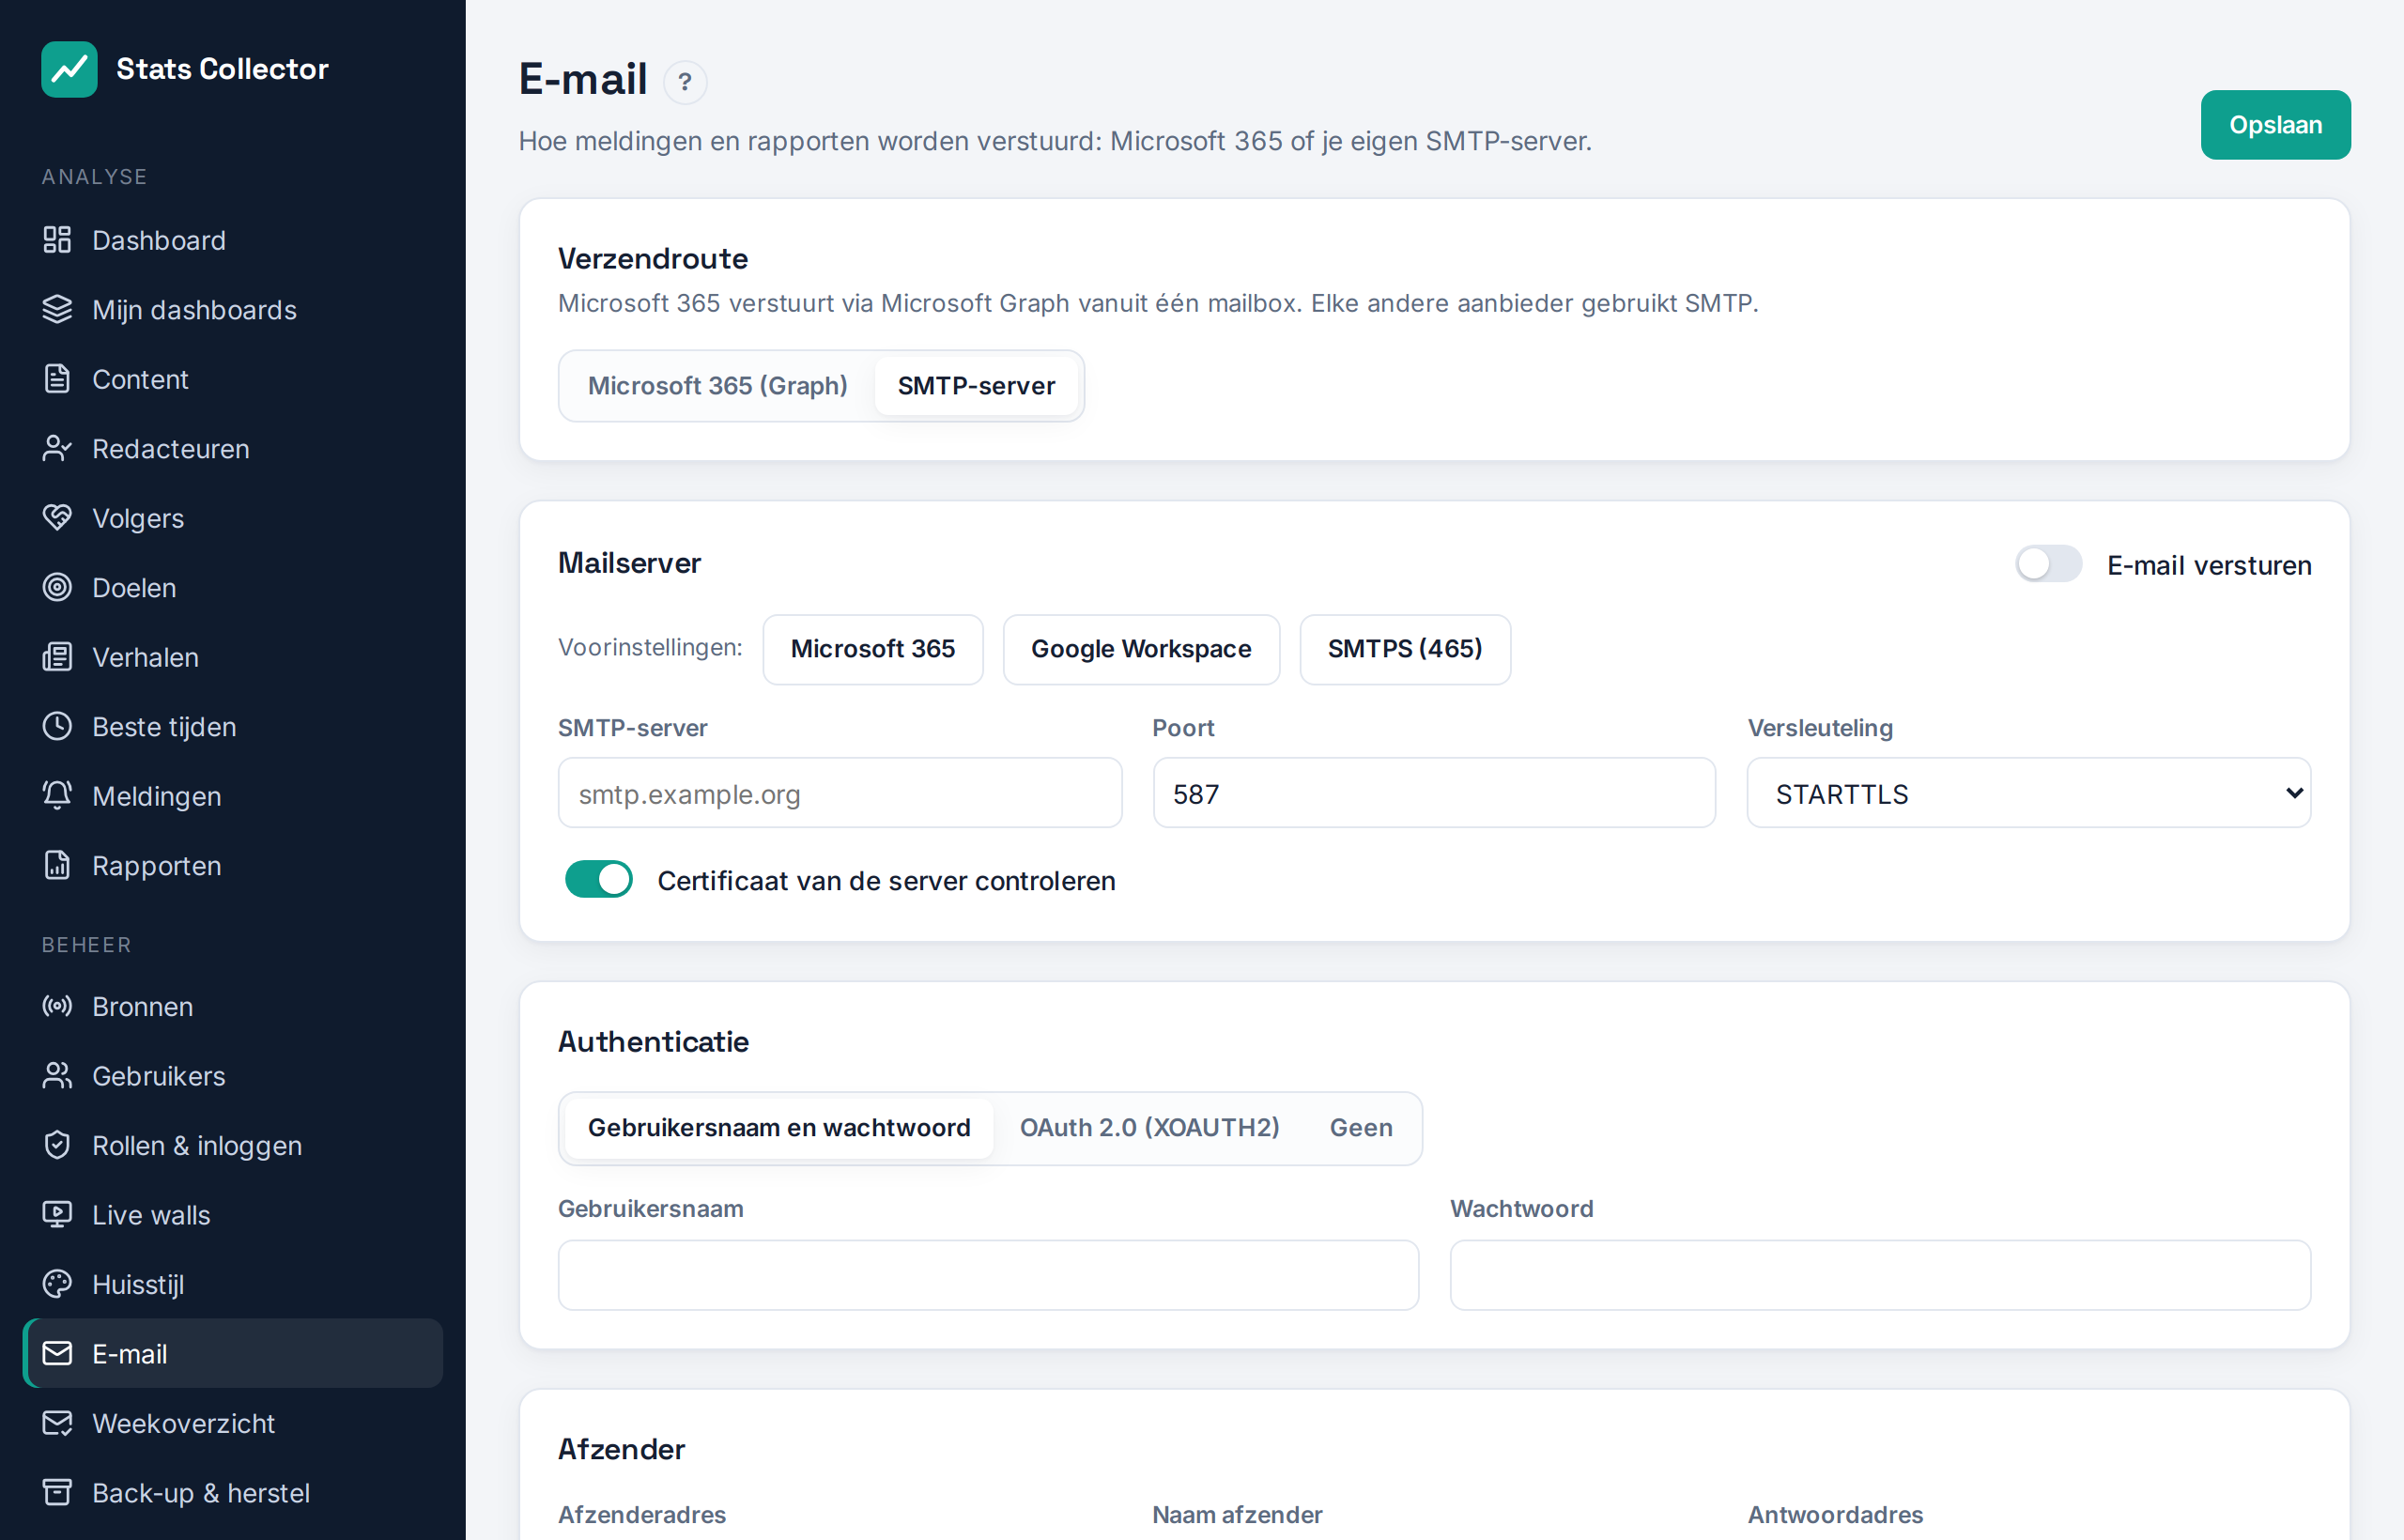 Stats Collector
ANALYSE
Dashboard
Mijn dashboards
Content
Redacteuren
Volgers
Doelen
Verhalen
Beste tijden
Meldingen
Rapporten
BEHEER
Bronnen
Gebruikers
Rollen & inloggen
Live walls
Huisstijl
E-mail
Weekoverzicht
Back-up & herstel
E-mail ?
Hoe meldingen en rapporten worden verstuurd: Microsoft 365 of je eigen SMTP-server.
Opslaan
Verzendroute
Microsoft 365 verstuurt via Microsoft Graph vanuit één mailbox. Elke andere aanbieder gebruikt SMTP.
Microsoft 365 (Graph) SMTP-server
Mailserver
E-mail versturen
Voorinstellingen: Microsoft 365 Google Workspace SMTPS (465)
SMTP-server Poort Versleuteling
smtp.example.org 587 STARTTLS
Certificaat van de server controleren
Authenticatie
Gebruikersnaam en wachtwoord OAuth 2.0 (XOAUTH2) Geen
Gebruikersnaam Wachtwoord
Afzender
Afzenderadres Naam afzender Antwoordadres